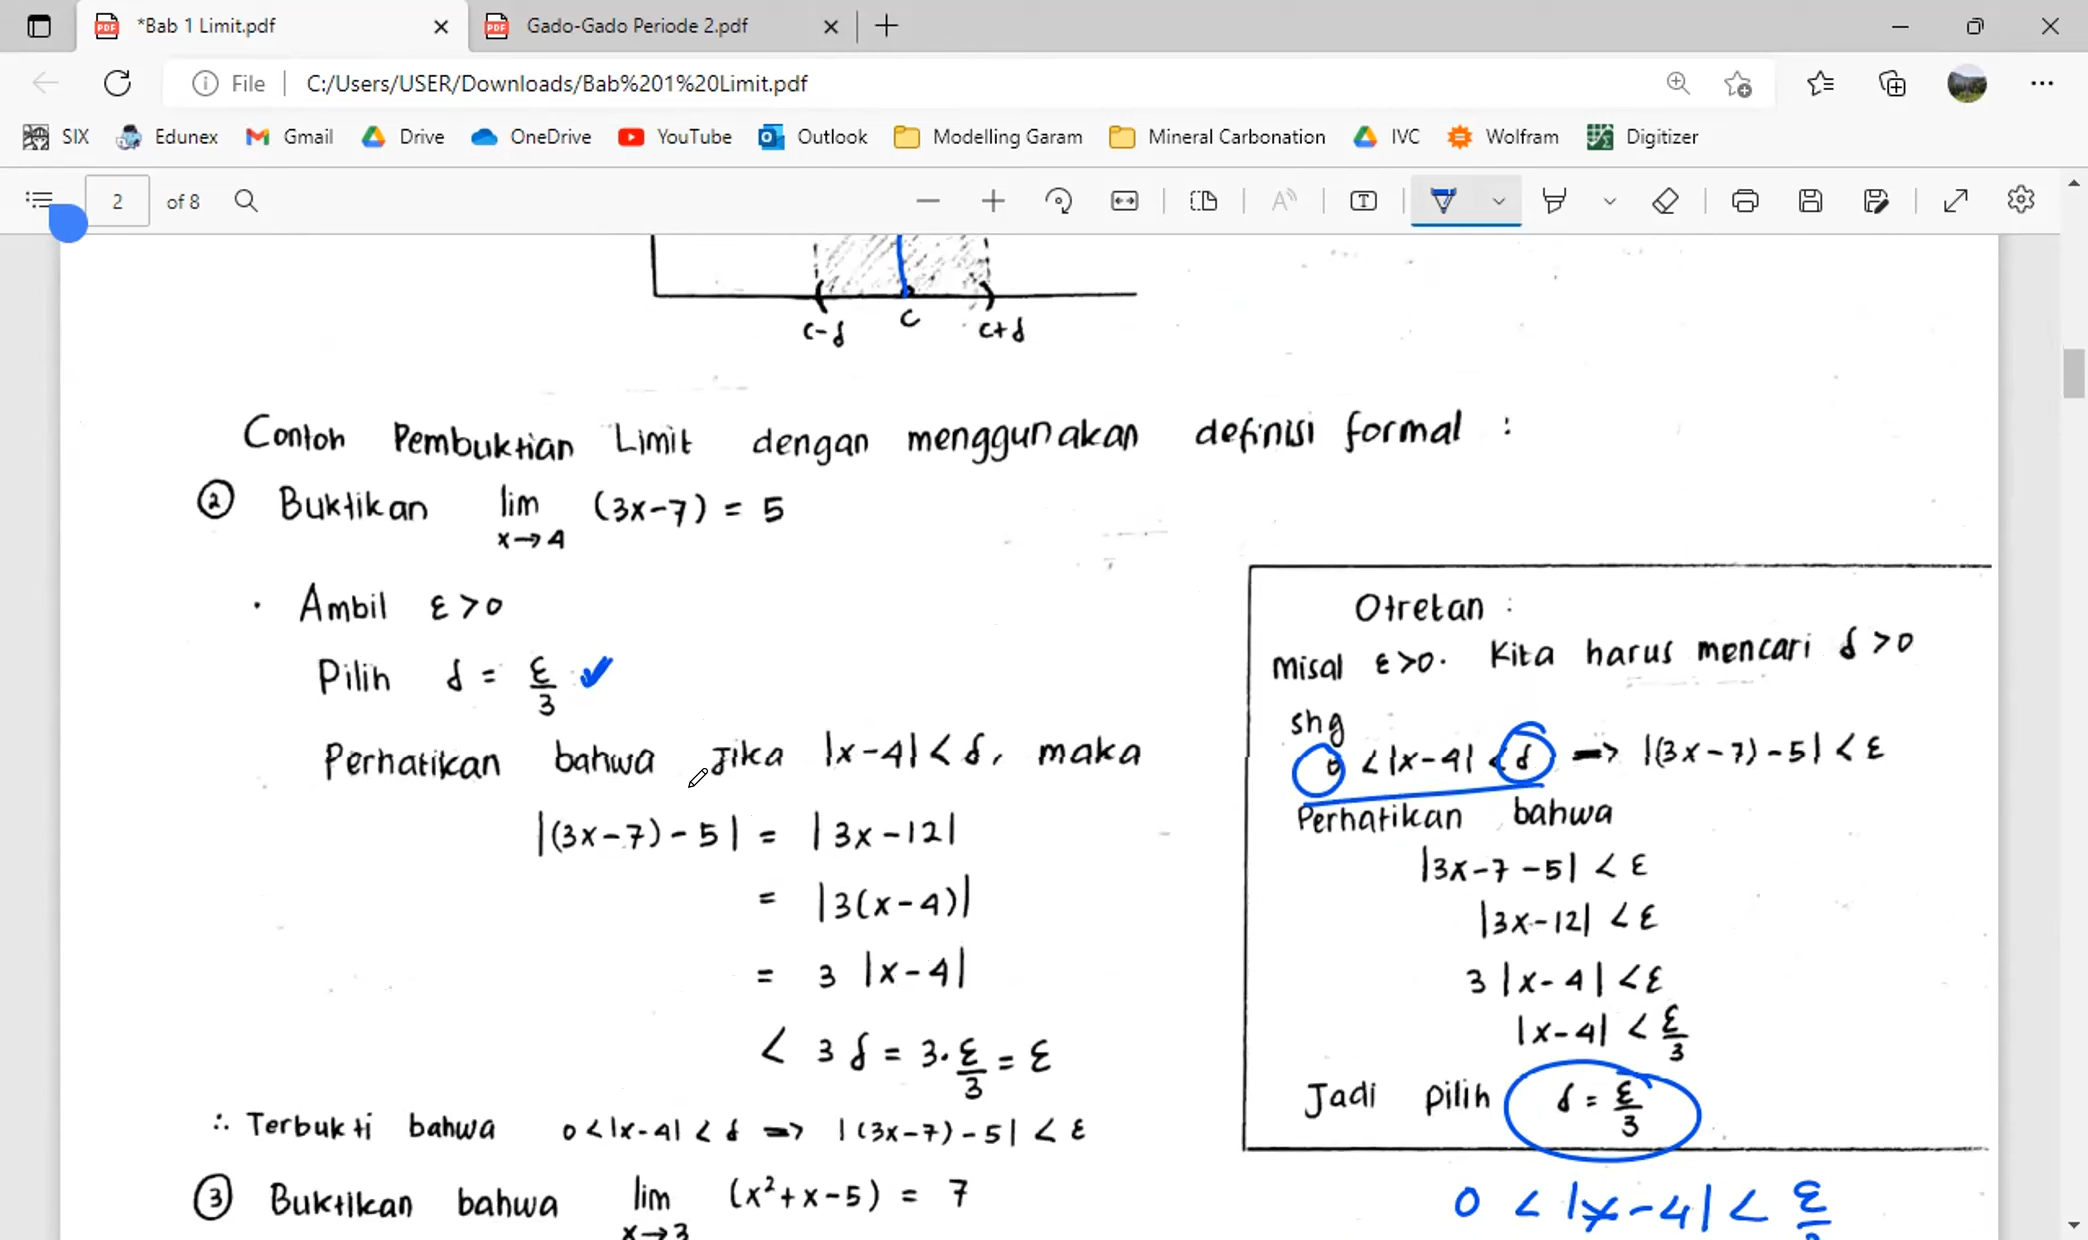 *Bab 1 Limit.pdf
Gado-Gado Periode 2.pdf
File
C:/Users/USER/Downloads/Bab%201%20Limit.pdf
SIX Edunex Gmail Drive OneDrive YouTube Outlook Modelling Garam Mineral Carbonation IVC Wolfram Digitizer
2 of 8
c-δ c c+δ
Contoh Pembuktian Limit dengan menggunakan definisi formal :
② Buktikan lim (3x-7) = 5
x→4
· Ambil ε>0
Pilih δ = ε/3 ✔
Perhatikan bahwa Jika |x-4| < δ, maka
|(3x-7)-5| = |3x-12|
= |3(x-4)|
= 3 |x-4|
< 3δ = 3·ε/3 = ε
∴ Terbukti bahwa 0<|x-4| < δ => |(3x-7)-5| < ε
③ Buktikan bahwa lim (x²+x-5) = 7
x→3
Otretan :
Misal ε>0. Kita harus mencari δ>0
shg
0 <|x-4| < δ => |(3x-7)-5| < ε
Perhatikan bahwa
|3x-7-5| < ε
|3x-12| < ε
3 |x-4| < ε
|x-4| < ε/3
Jadi pilih δ = ε/3
0 < |x-4| < ε